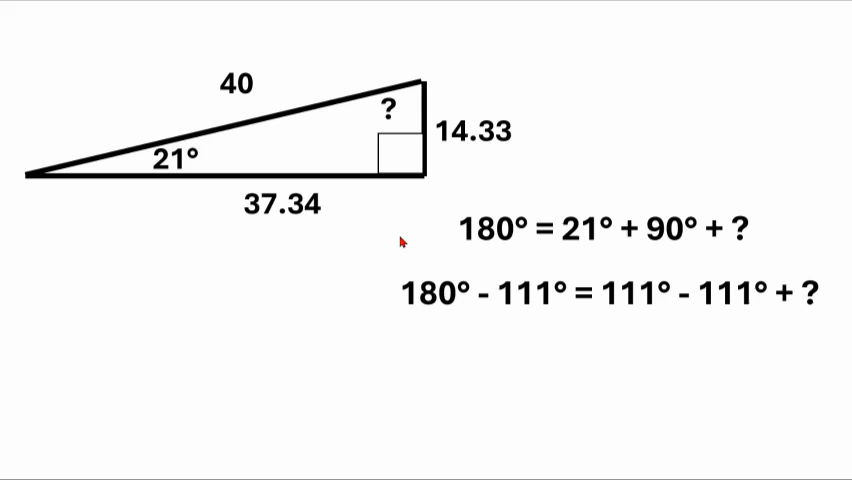 40
?
14.33
21°
37.34
180° = 21° + 90° + ?
180° - 111° = 111° - 111° + ?